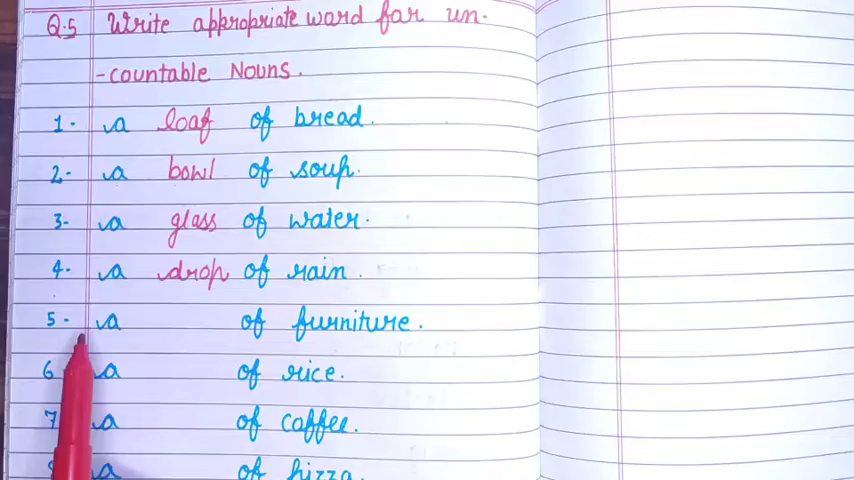 Q.5 Write appropriate word for un-
-countable Nouns.
1- a loaf of bread.
2- a bowl of soup.
3- a glass of water.
4- a drop of rain.
5- a of furniture.
6 a of rice.
7 a of coffee.
a of pizza.